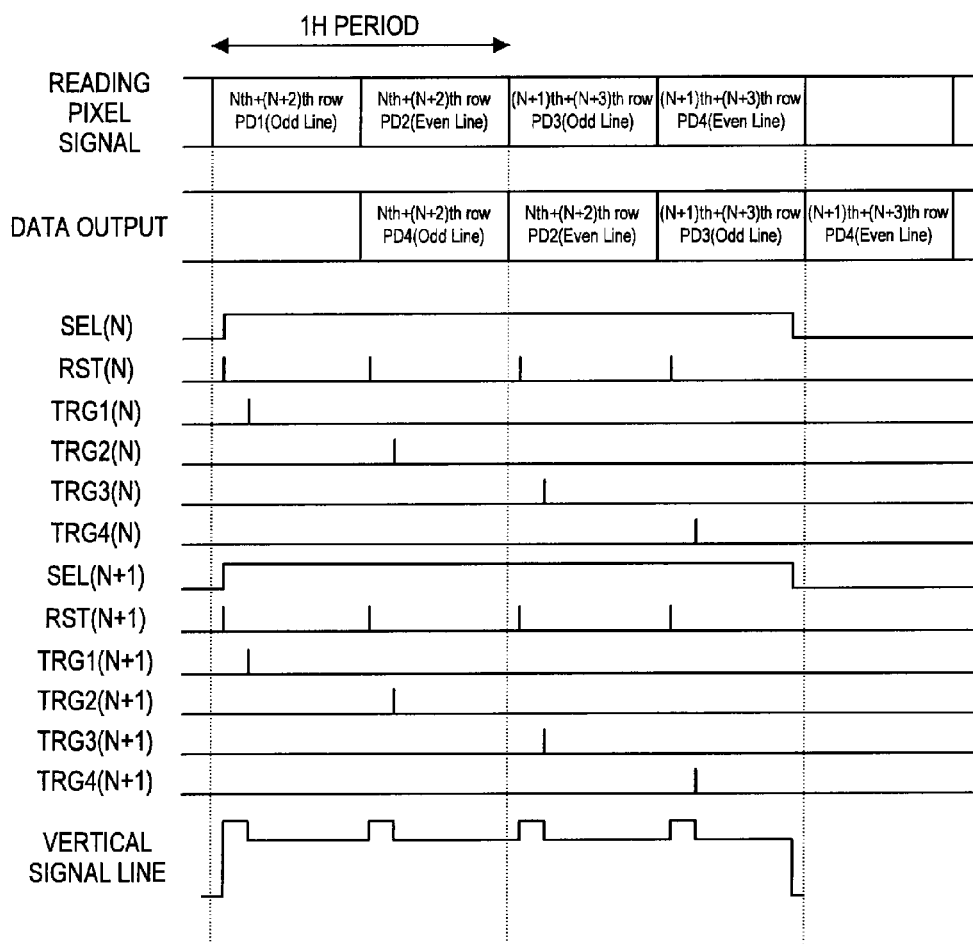 1H PERIOD
READING
PIXEL
SIGNAL
Nth+(N+2)th row
PD1(Odd Line)
Nth+(N+2)th row
PD2(Even Line)
(N+1)th+(N+3)th row
PD3(Odd Line)
(N+1)th+(N+3)th row
PD4(Even Line)
DATA OUTPUT
Nth+(N+2)th row
PD4(Odd Line)
Nth+(N+2)th row
PD2(Even Line)
(N+1)th+(N+3)th row
PD3(Odd Line)
(N+1)th+(N+3)th row
PD4(Even Line)
SEL(N)
RST(N)
TRG1(N)
TRG2(N)
TRG3(N)
TRG4(N)
SEL(N+1)
RST(N+1)
TRG1(N+1)
TRG2(N+1)
TRG3(N+1)
TRG4(N+1)
VERTICAL
SIGNAL LINE